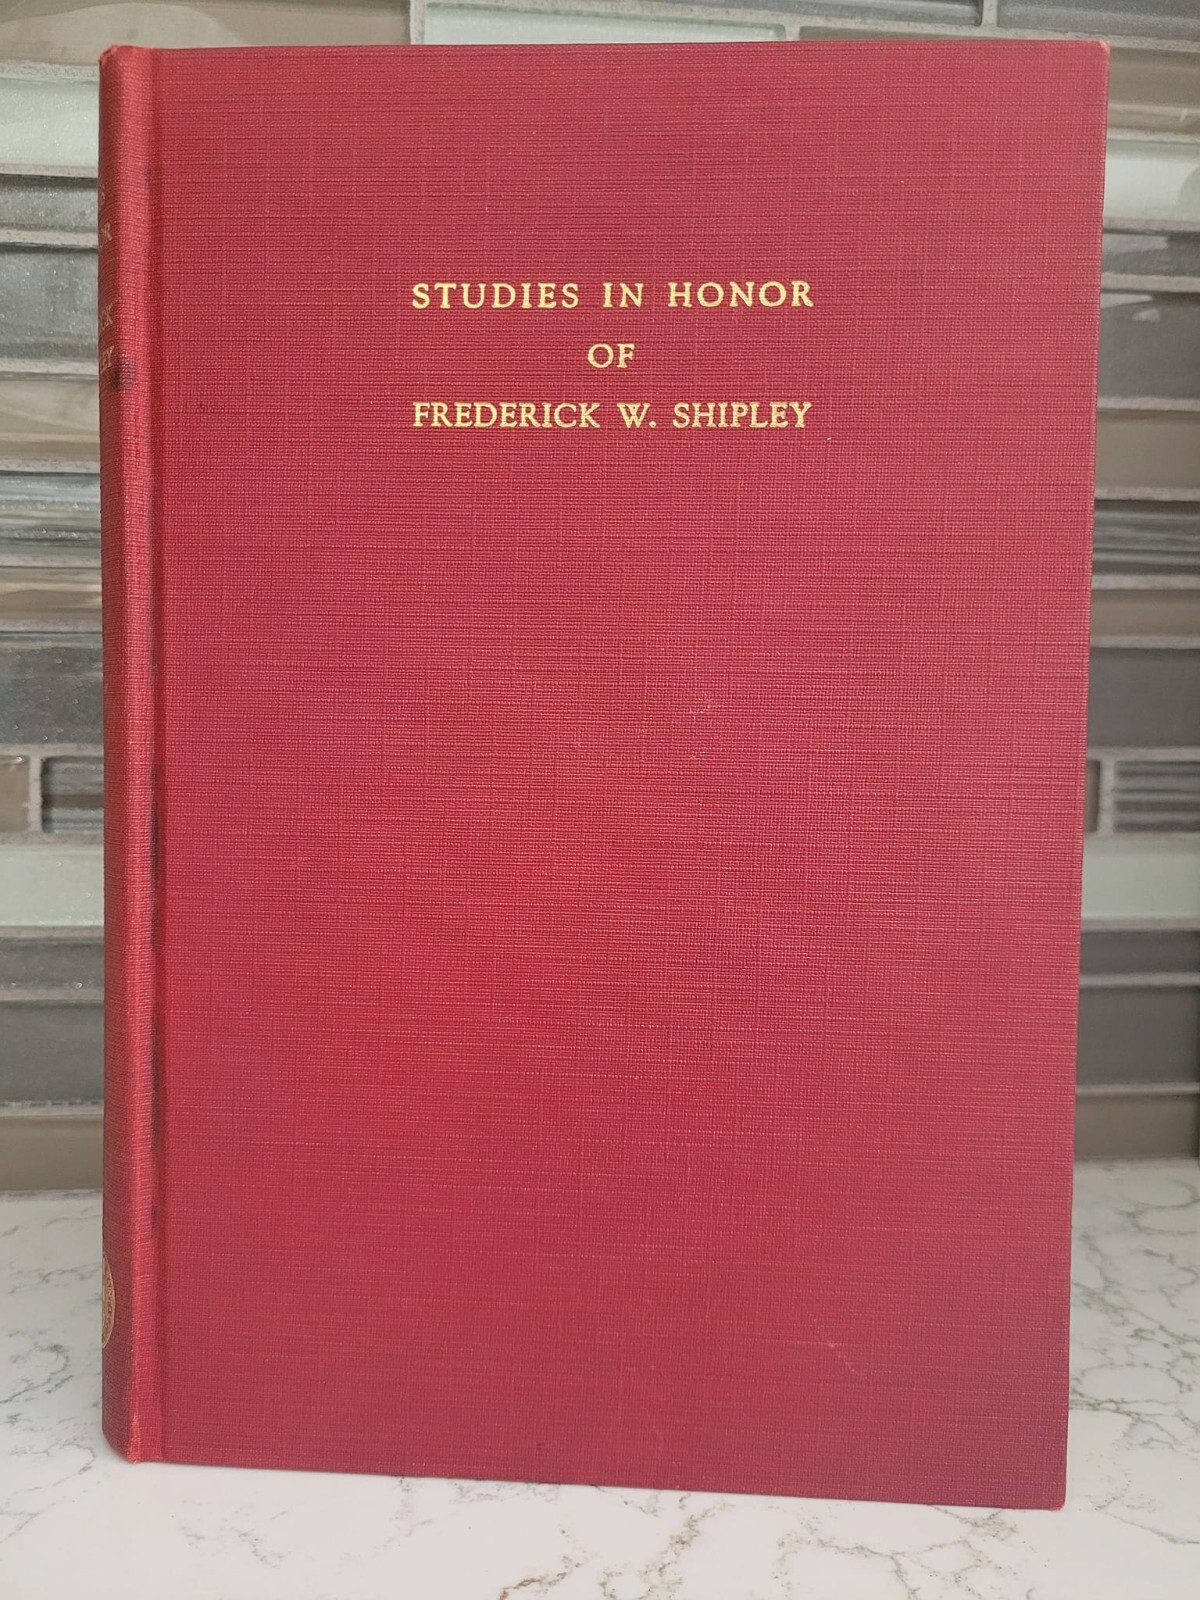 STUDIES IN HONOR
OF
FREDERICK W. SHIPLEY